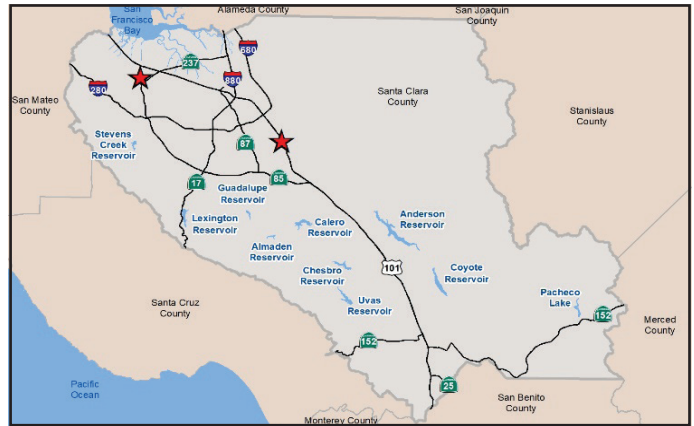 Alameda County
San Joaquin
County
San
Francisco
Bay
680
237
880
280
Santa Clara
County
San Mateo
County
Stanislaus
County
Stevens
Creek
Reservoir
87
17
85
Guadalupe
Reservoir
Lexington
Reservoir
Calero
Reservoir
Anderson
Reservoir
Almaden
Reservoir
Chesbro
Reservoir
101
Coyote
Reservoir
Uvas
Reservoir
Pacheco
Lake
152
Santa Cruz
County
Merced
County
152
25
Pacific
Ocean
San Benito
County
Monterey County